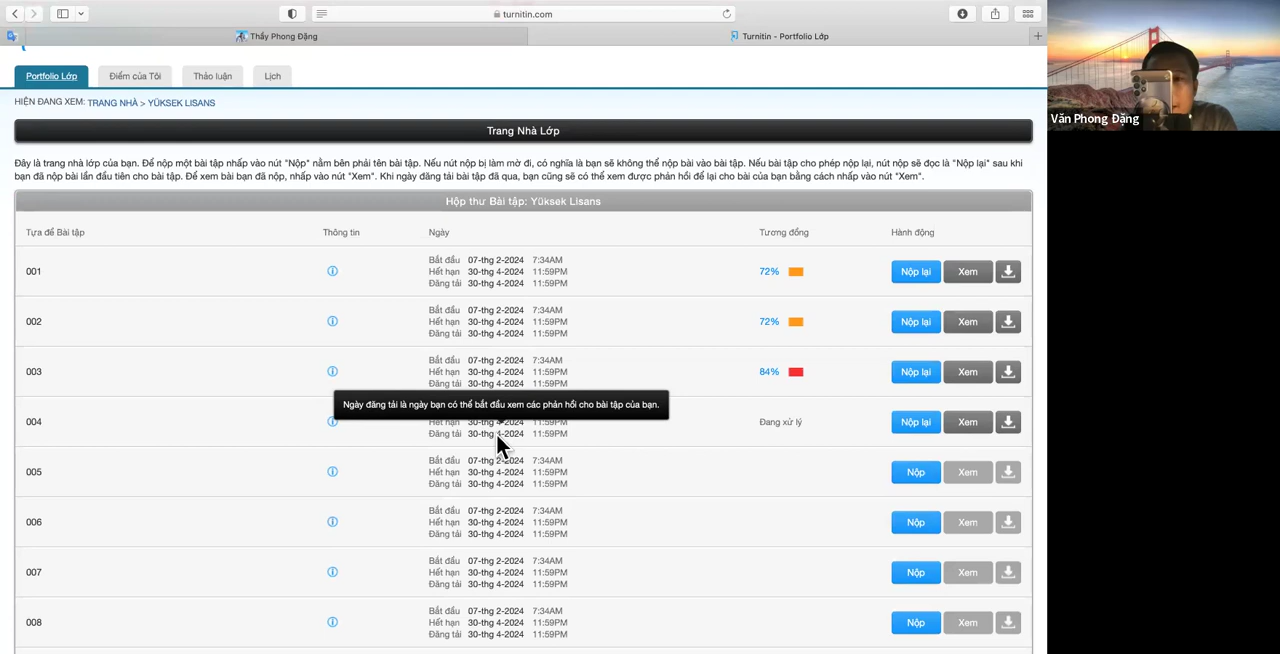 turnitin.com
Thầy Phong Đặng
Turnitin - Portfolio Lớp
Portfolio Lớp
Điểm của Tôi
Thảo luận
Lịch
HIỆN ĐANG XEM: TRANG NHÀ > YÜKSEK LISANS
Trang Nhà Lớp
Đây là trang nhà lớp của bạn. Để nộp một bài tập nhấp vào nút "Nộp" nằm bên phải tên bài tập. Nếu nút nộp bị làm mờ đi, có nghĩa là bạn sẽ không thể nộp bài vào bài tập. Nếu bài tập cho phép nộp lại, nút nộp sẽ đọc là "Nộp lại" sau khi
bạn đã nộp bài lần đầu tiên cho bài tập. Để xem bài bạn đã nộp, nhấp vào nút "Xem". Khi ngày đăng tải bài tập đã qua, bạn cũng sẽ có thể xem được phản hồi để lại cho bài của bạn bằng cách nhấp vào nút "Xem".
Hộp thư Bài tập: Yüksek Lisans
Tựa đề Bài tập Thông tin Ngày Tương đồng Hành động
Bắt đầu 07-thg 2-2024 7:34AM
001 Hết hạn 30-thg 4-2024 11:59PM 72% Nộp lại Xem
Đăng tải 30-thg 4-2024 11:59PM
Bắt đầu 07-thg 2-2024 7:34AM
002 Hết hạn 30-thg 4-2024 11:59PM 72% Nộp lại Xem
Đăng tải 30-thg 4-2024 11:59PM
Bắt đầu 07-thg 2-2024 7:34AM
003 Hết hạn 30-thg 4-2024 11:59PM 84% Nộp lại Xem
Đăng tải 30-thg 4-2024 11:59PM
Ngày đăng tải là ngày bạn có thể bắt đầu xem các phản hồi cho bài tập của bạn.
004 Hết hạn 30-thg 4-2024 11:59PM Đang xử lý Nộp lại Xem
Đăng tải 30-thg 4-2024 11:59PM
Bắt đầu 07-thg 2-2024 7:34AM
005 Hết hạn 30-thg 4-2024 11:59PM Nộp Xem
Đăng tải 30-thg 4-2024 11:59PM
Bắt đầu 07-thg 2-2024 7:34AM
006 Hết hạn 30-thg 4-2024 11:59PM Nộp Xem
Đăng tải 30-thg 4-2024 11:59PM
Bắt đầu 07-thg 2-2024 7:34AM
007 Hết hạn 30-thg 4-2024 11:59PM Nộp Xem
Đăng tải 30-thg 4-2024 11:59PM
Bắt đầu 07-thg 2-2024 7:34AM
008 Hết hạn 30-thg 4-2024 11:59PM Nộp Xem
Đăng tải 30-thg 4-2024 11:59PM
Văn Phong Đặng